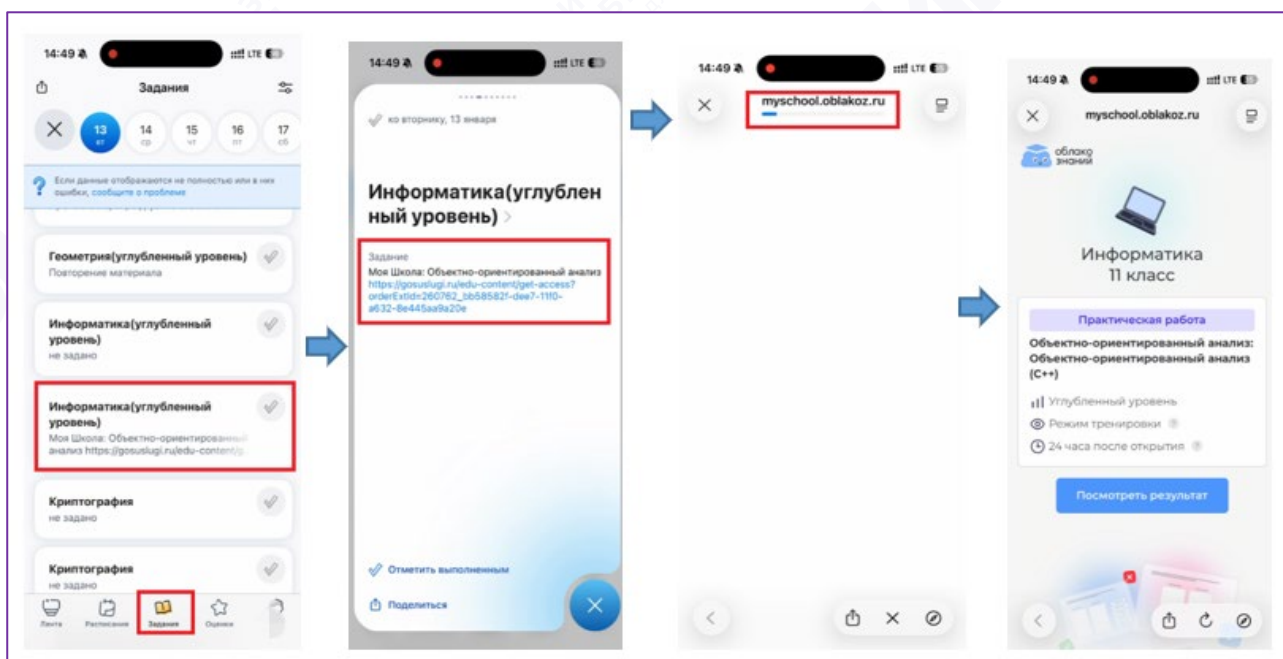 14:49
LTE
Задания
13
вт
14
ср
15
чт
16
пт
17
сб
Если данные отображаются не полностью или в них
ошибки, сообщите о проблеме
Геометрия(углубленный уровень)
Повторение материала
Информатика(углубленный
уровень)
не задано
Информатика(углубленный
уровень)
Моя Школа: Объектно-ориентированный
анализ https://gosuslugi.ru/edu-content/g
Криптография
не задано
Криптография
не задано
Лента
Расписание
Задания
Оценки
14:49
LTE
ко вторнику, 13 января
Информатика(углублен
ный уровень)
Задание
Моя Школа: Объектно-ориентированный анализ
https://gosuslugi.ru/edu-content/get-access?
orderExtId=260762_bb58582f-dee7-11f0-
a632-8e445aa9a20e
Отметить выполненным
Поделиться
14:49
LTE
myschool.oblakoz.ru
14:49
LTE
myschool.oblakoz.ru
облако
знаний
Информатика
11 класс
Практическая работа
Объектно-ориентированный анализ:
Объектно-ориентированный анализ
(C++)
Углубленный уровень
Режим тренировки
24 часа после открытия
Посмотреть результат